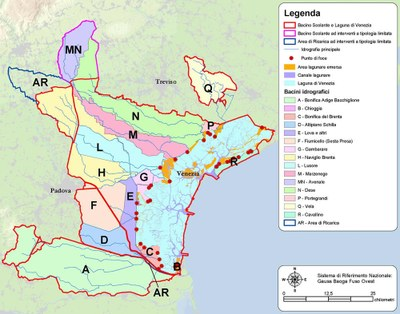 Legenda
Bacino Scolante e Laguna di Venezia
Bacino Scolante ad interventi a tipologia limitata
Area di Ricarica ad interventi a tipologia limitata
Idrografia principale
Punto di foce
Area lagunare emersa
Canale lagunare
Laguna di Venezia
Bacini idrografici
A - Bonifica Adige Bacchiglione
B - Chioggia
C - Bonifica del Brenta
D - Altipiano Schilla
E - Lova e altri
F - Fiumicello (Sesta Presa)
G - Gambarare
H - Naviglio Brenta
L - Lusore
M - Marzenego
MN - Avenale
N - Dese
P - Portegrandi
Q - Vela
R - Cavallino
AR - Area di Ricarica
MN
AR
Treviso
Q
N
P
M
R
L
Venezia
H
G
Padova
E
F
D
C
B
A
AR
Sistema di Riferimento Nazionale:
Gauss Boaga Fuso Ovest
0
12,5
25
chilometri